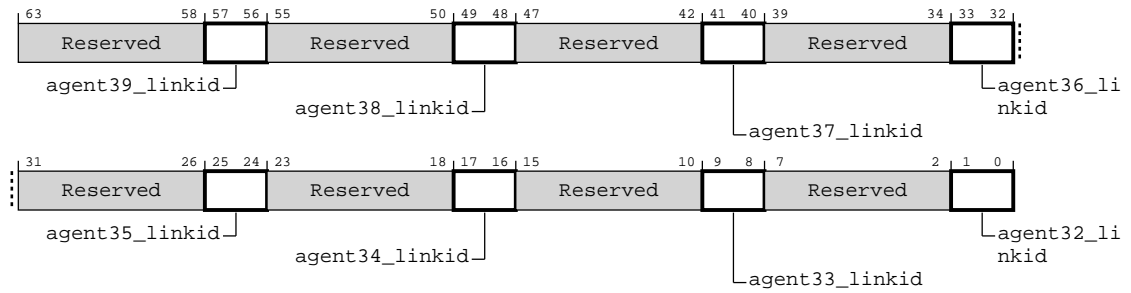 63 58 57 56 55 50 49 48 47 42 41 40 39 34 33 32
Reserved Reserved Reserved Reserved
agent39_linkid agent36_li
nkid
agent38_linkid
agent37_linkid
31 26 25 24 23 18 17 16 15 10 9 8 7 2 1 0
Reserved Reserved Reserved Reserved
agent35_linkid agent32_li
nkid
agent34_linkid
agent33_linkid